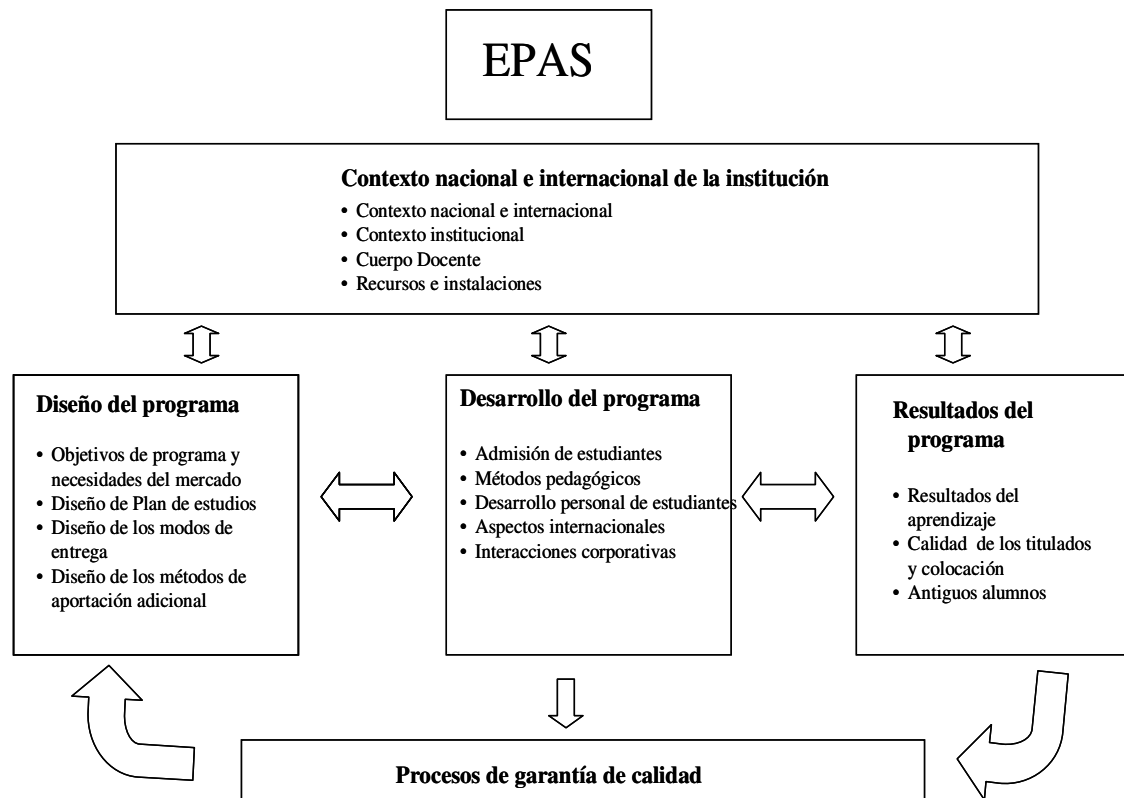 EPAS
Contexto nacional e internacional de la institución
• Contexto nacional e internacional
• Contexto institucional
• Cuerpo Docente
• Recursos e instalaciones
Diseño del programa
• Objetivos de programa y
necesidades del mercado
• Diseño de Plan de estudios
• Diseño de los modos de
entrega
• Diseño de los métodos de
aportación adicional
Desarrollo del programa
• Admisión de estudiantes
• Métodos pedagógicos
• Desarrollo personal de estudiantes
• Aspectos internacionales
• Interacciones corporativas
Resultados del
programa
• Resultados del
aprendizaje
• Calidad de los titulados
y colocación
• Antiguos alumnos
Procesos de garantía de calidad